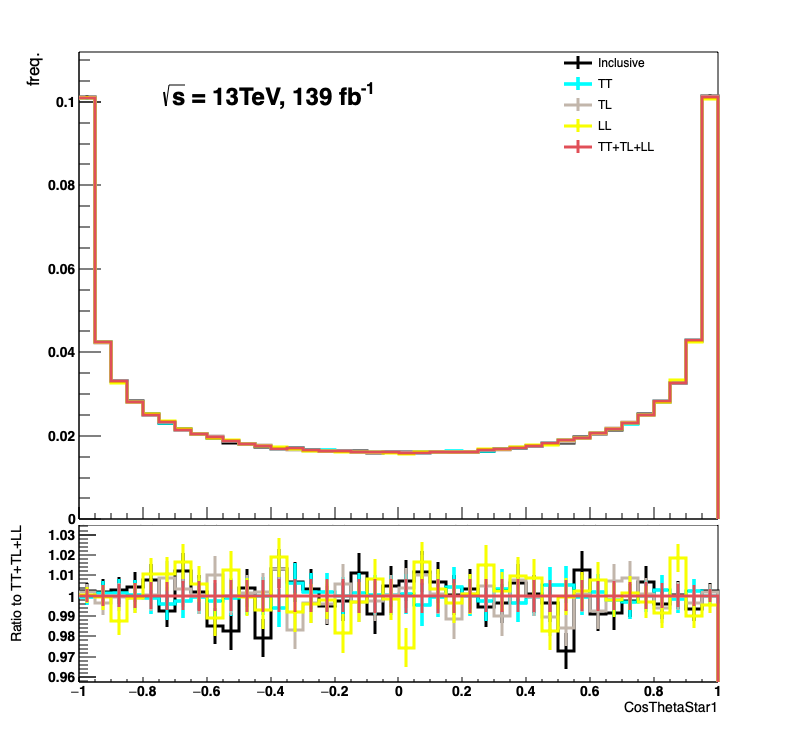 freq.
√s = 13TeV, 139 fb⁻¹
Inclusive
TT
TL
LL
TT+TL+LL
0.1
0.08
0.06
0.04
0.02
0
Ratio to TT+TL+LL
1.03
1.02
1.01
1
0.99
0.98
0.97
0.96
−1 −0.8 −0.6 −0.4 −0.2 0 0.2 0.4 0.6 0.8 1
CosThetaStar1